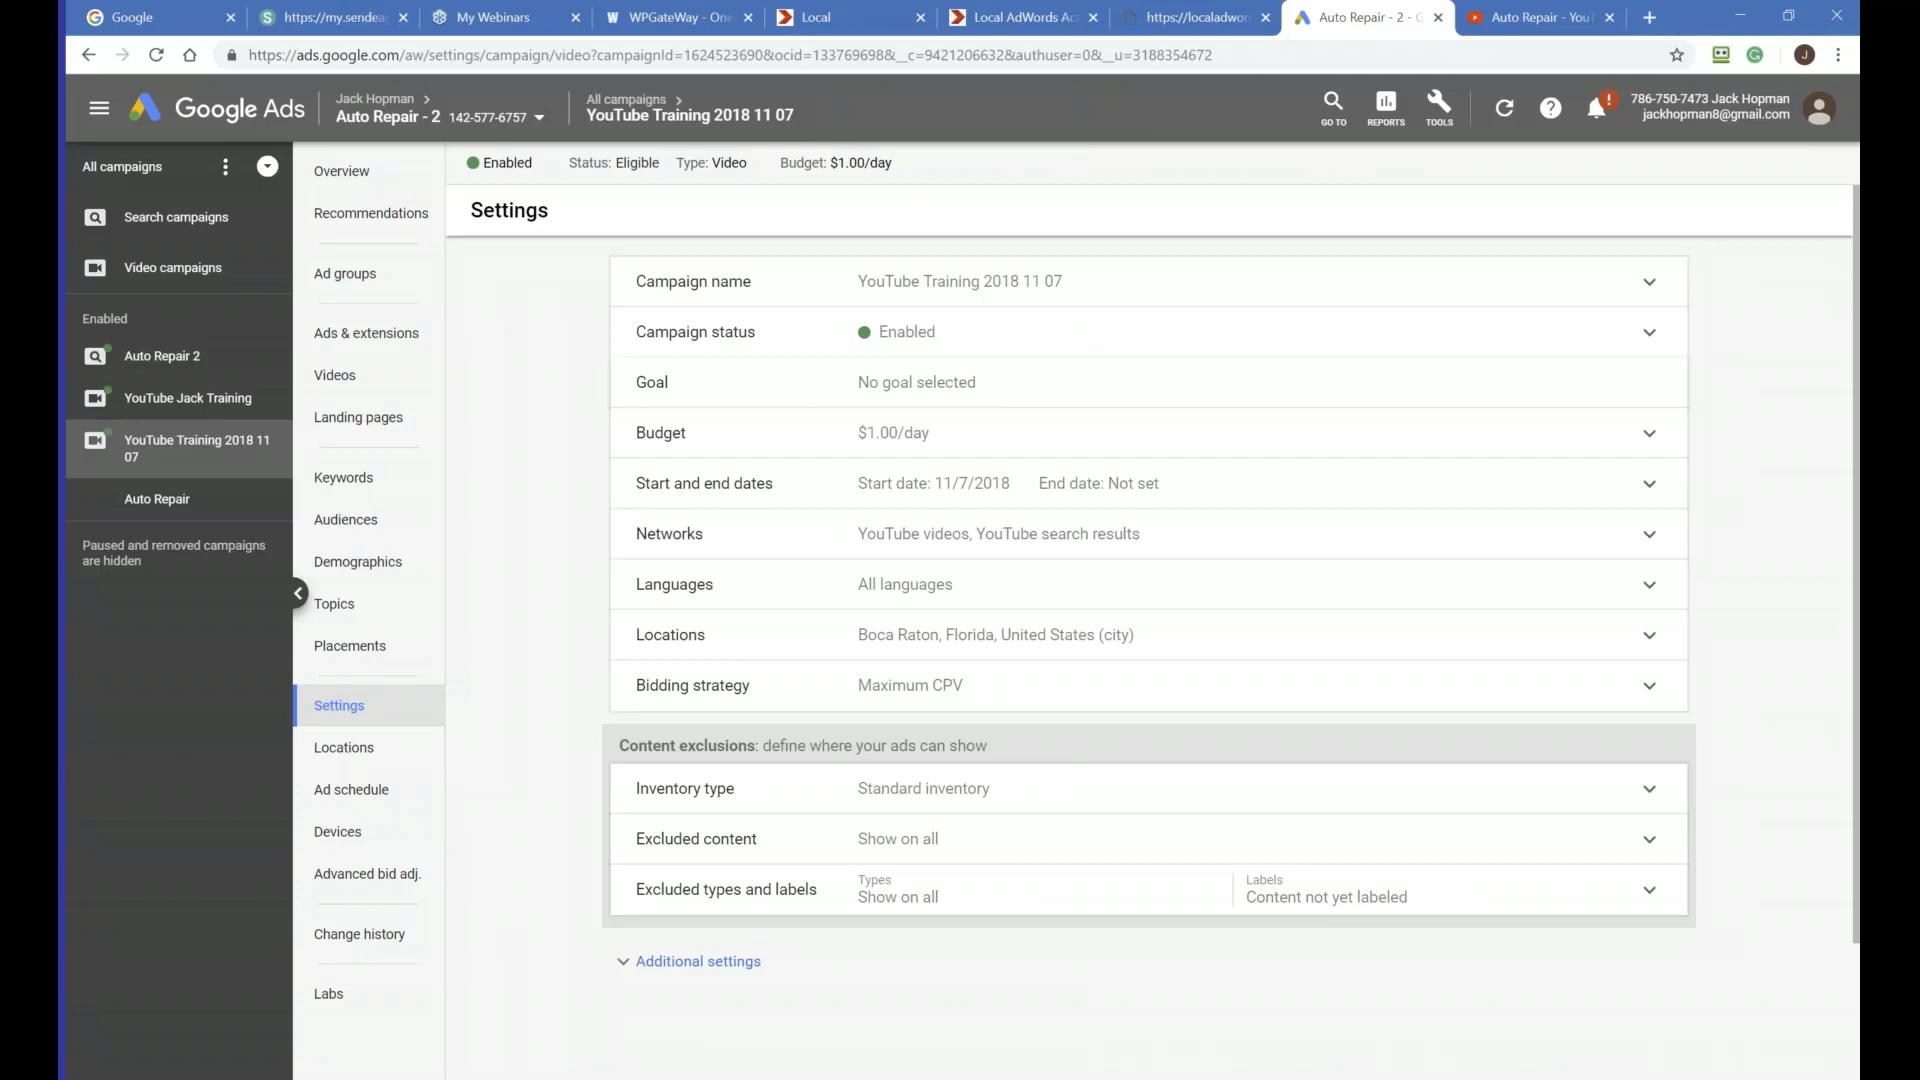 Google
https://my.sendea
My Webinars
WPGateWay - One
Local
Local AdWords Aca
https://localadwor
Auto Repair - 2 - G
Auto Repair - YouT
https://ads.google.com/aw/settings/campaign/video?campaignId=1624523690&ocid=133769698&__c=9421206632&authuser=0&__u=3188354672
J
Google Ads
Jack Hopman
Auto Repair - 2 142-577-6757
All campaigns
YouTube Training 2018 11 07
GO TO
REPORTS
TOOLS
786-750-7473 Jack Hopman
jackhopman8@gmail.com
All campaigns
Search campaigns
Video campaigns
Enabled
Auto Repair 2
YouTube Jack Training
YouTube Training 2018 11
07
Auto Repair
Paused and removed campaigns
are hidden
Overview
Recommendations
Ad groups
Ads & extensions
Videos
Landing pages
Keywords
Audiences
Demographics
Topics
Placements
Settings
Locations
Ad schedule
Devices
Advanced bid adj.
Change history
Labs
Enabled Status: Eligible Type: Video Budget: $1.00/day
Settings
Campaign name YouTube Training 2018 11 07
Campaign status Enabled
Goal No goal selected
Budget $1.00/day
Start and end dates Start date: 11/7/2018 End date: Not set
Networks YouTube videos, YouTube search results
Languages All languages
Locations Boca Raton, Florida, United States (city)
Bidding strategy Maximum CPV
Content exclusions: define where your ads can show
Inventory type Standard inventory
Excluded content Show on all
Excluded types and labels
Types
Show on all
Labels
Content not yet labeled
Additional settings